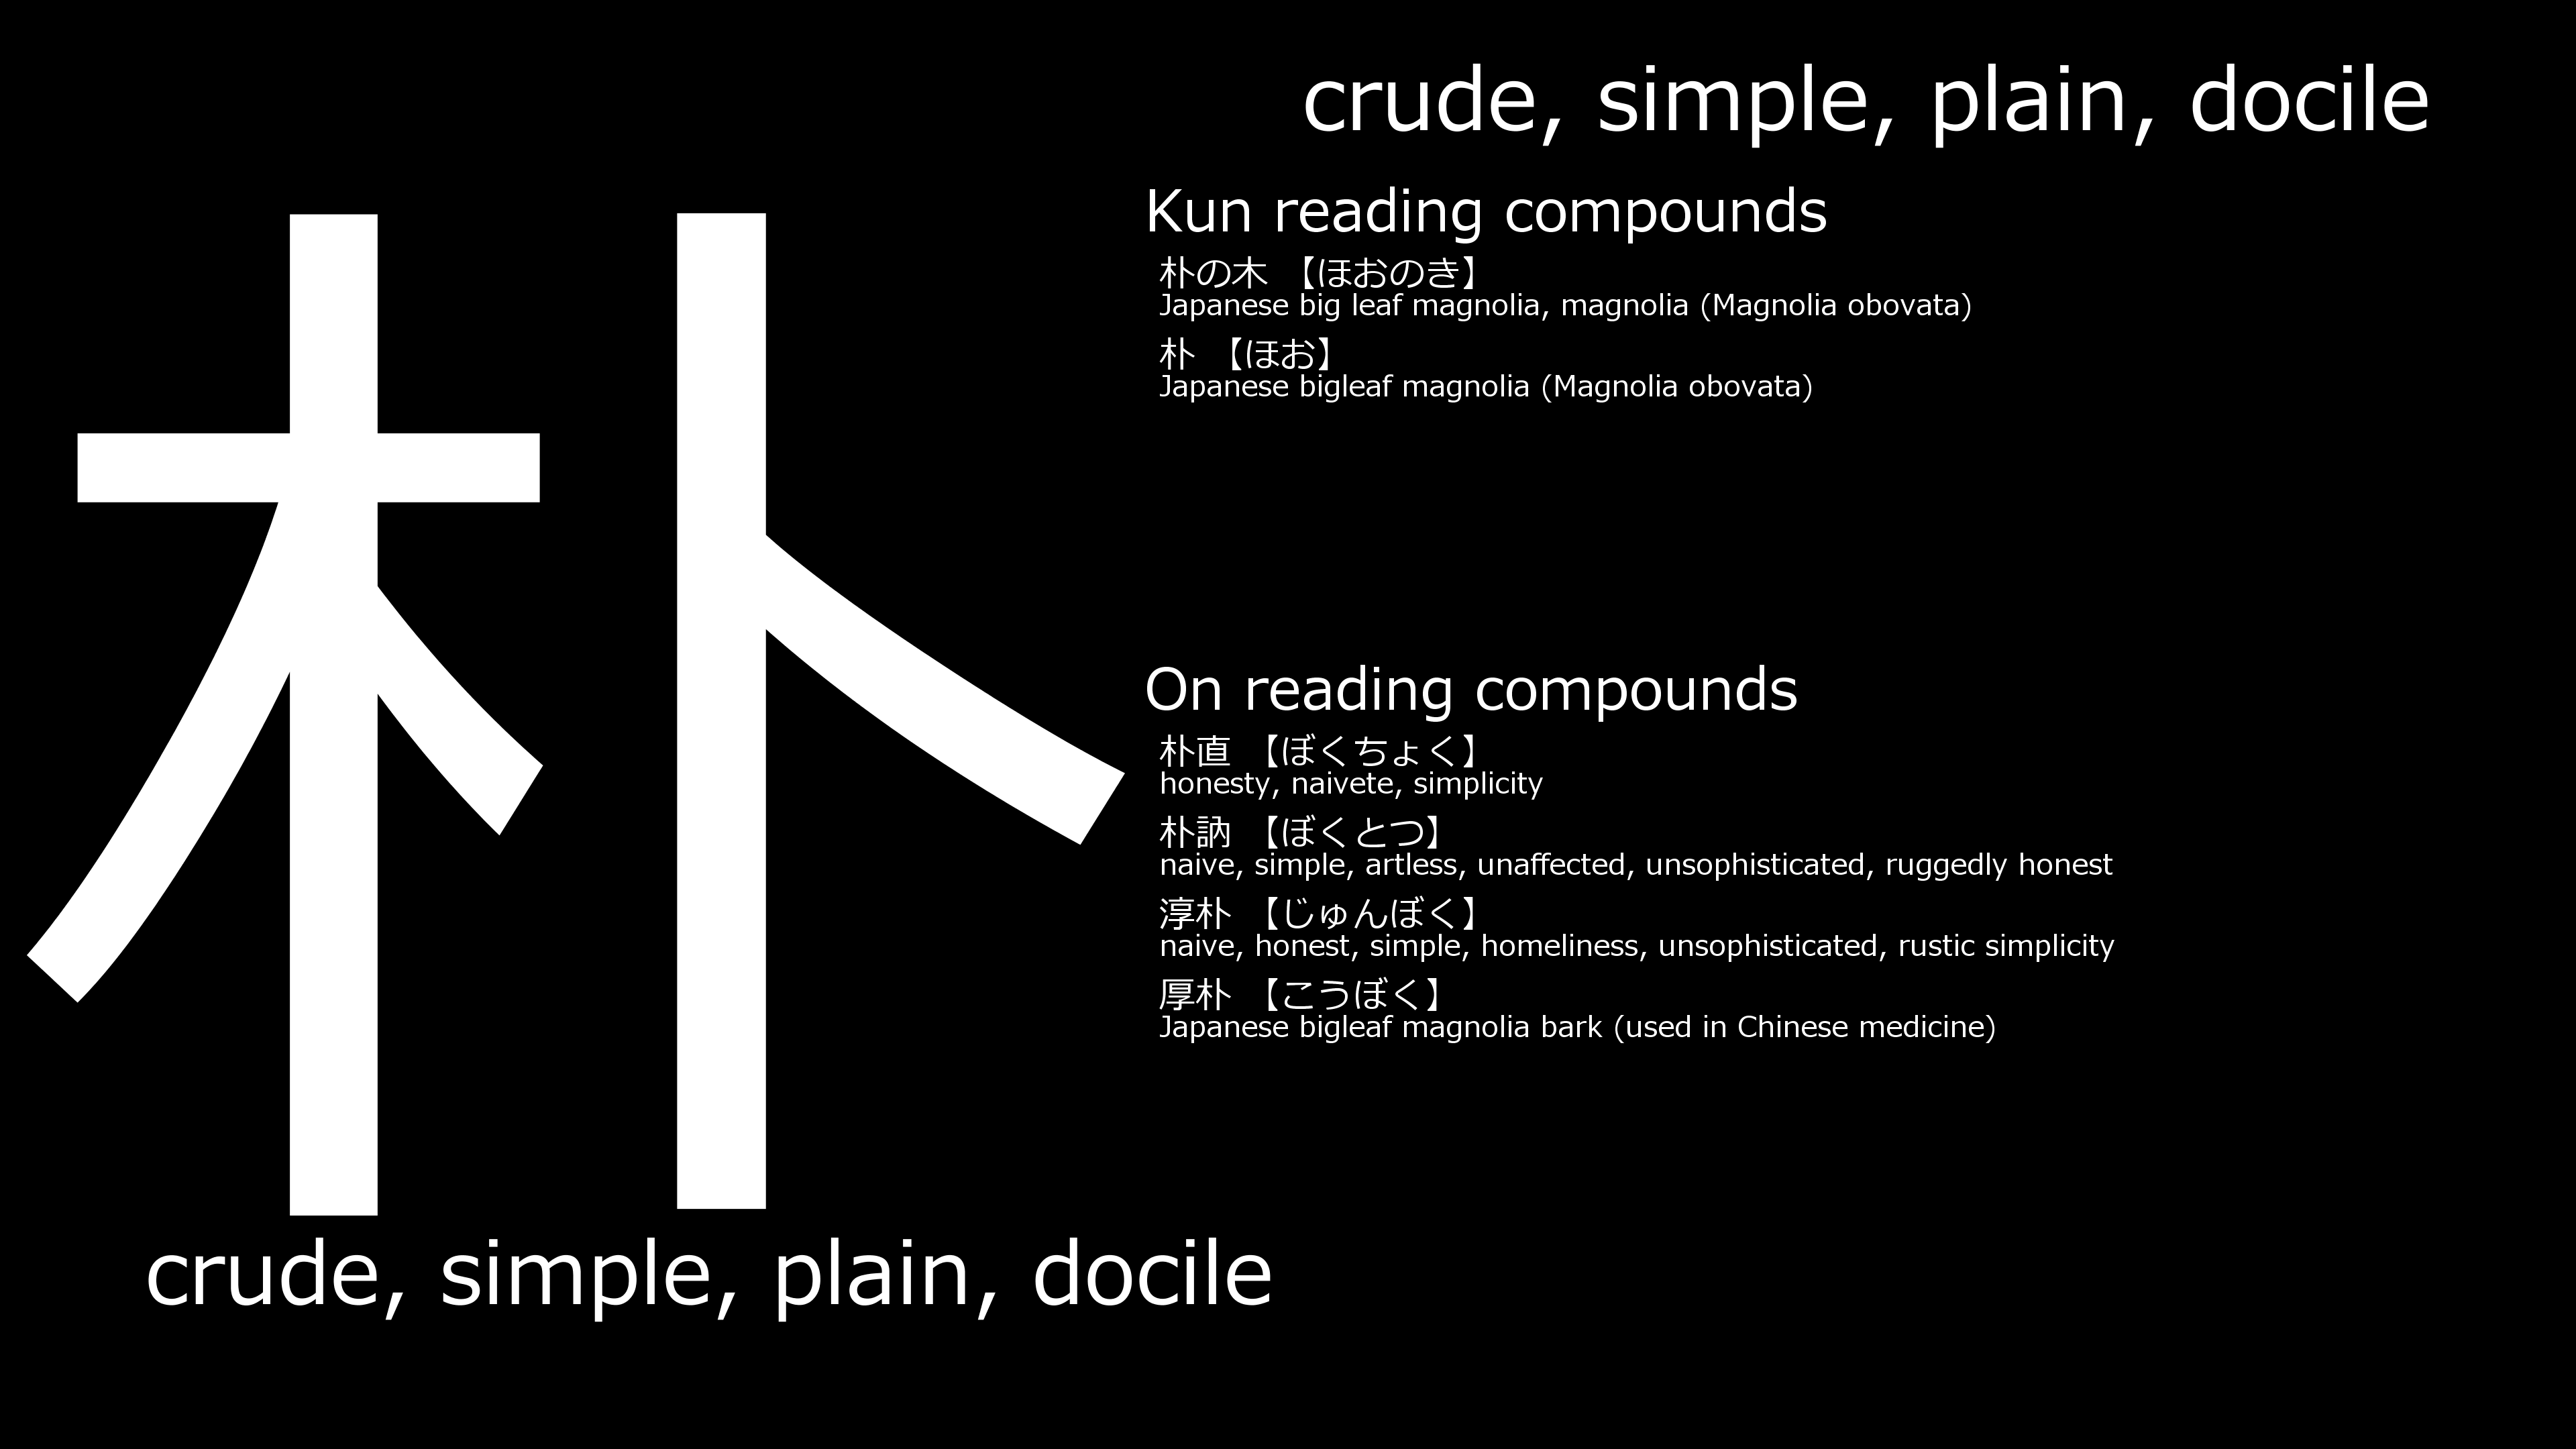 朴
crude, simple, plain, docile
crude, simple, plain, docile
Kun reading compounds
朴の木 【ほおのき】
Japanese big leaf magnolia, magnolia (Magnolia obovata)
朴 【ほお】
Japanese bigleaf magnolia (Magnolia obovata)
On reading compounds
朴直 【ぼくちょく】
honesty, naivete, simplicity
朴訥 【ぼくとつ】
naive, simple, artless, unaffected, unsophisticated, ruggedly honest
淳朴 【じゅんぼく】
naive, honest, simple, homeliness, unsophisticated, rustic simplicity
厚朴 【こうぼく】
Japanese bigleaf magnolia bark (used in Chinese medicine)